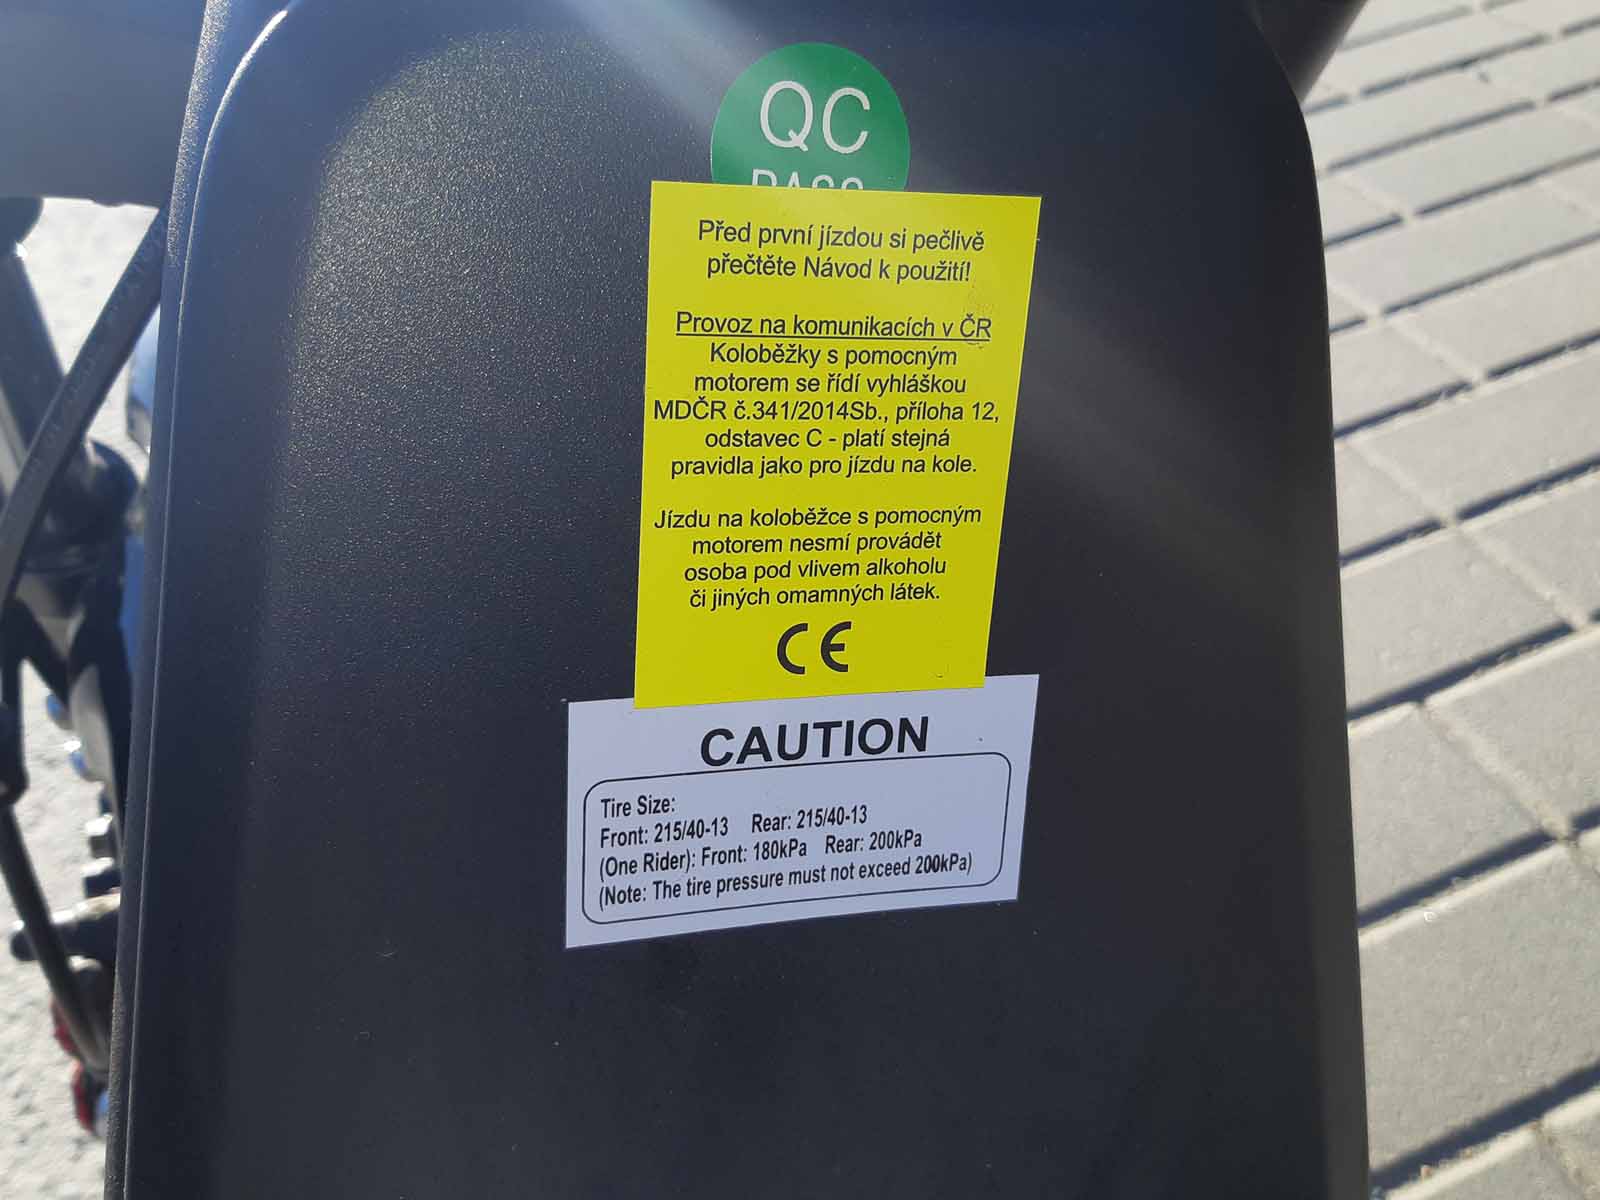 QC
PASS
Před první jízdou si pečlivě
přečtěte Návod k použití!
Provoz na komunikacích v ČR
Koloběžky s pomocným
motorem se řídí vyhláškou
MDČR č.341/2014Sb., příloha 12,
odstavec C - platí stejná
pravidla jako pro jízdu na kole.
Jízdu na koloběžce s pomocným
motorem nesmí provádět
osoba pod vlivem alkoholu
či jiných omamných látek.
CE
CAUTION
Tire Size:
Front: 215/40-13 Rear: 215/40-13
(One Rider): Front: 180kPa Rear: 200kPa
(Note: The tire pressure must not exceed 200kPa)